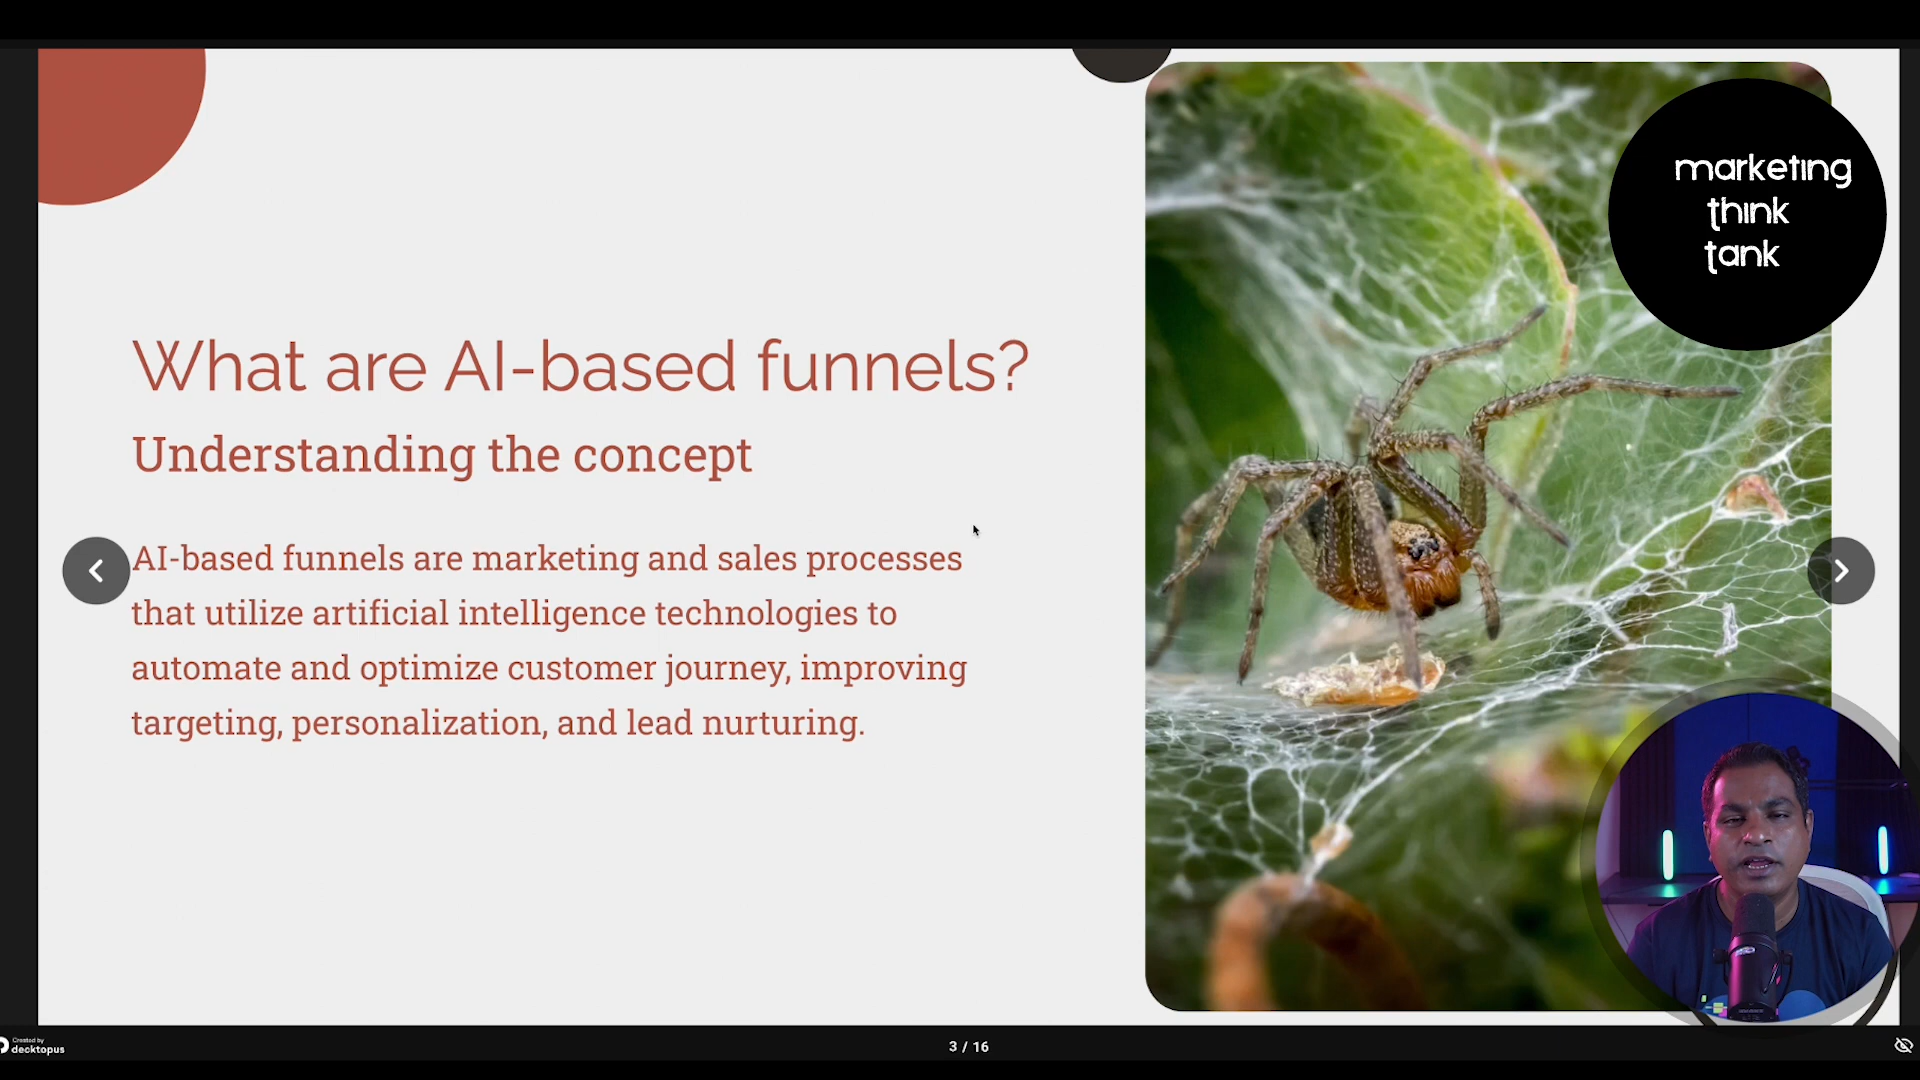 marketing
think
tank
What are AI-based funnels?
Understanding the concept
AI-based funnels are marketing and sales processes
that utilize artificial intelligence technologies to
automate and optimize customer journey, improving
targeting, personalization, and lead nurturing.
Created by
decktopus
3 / 16